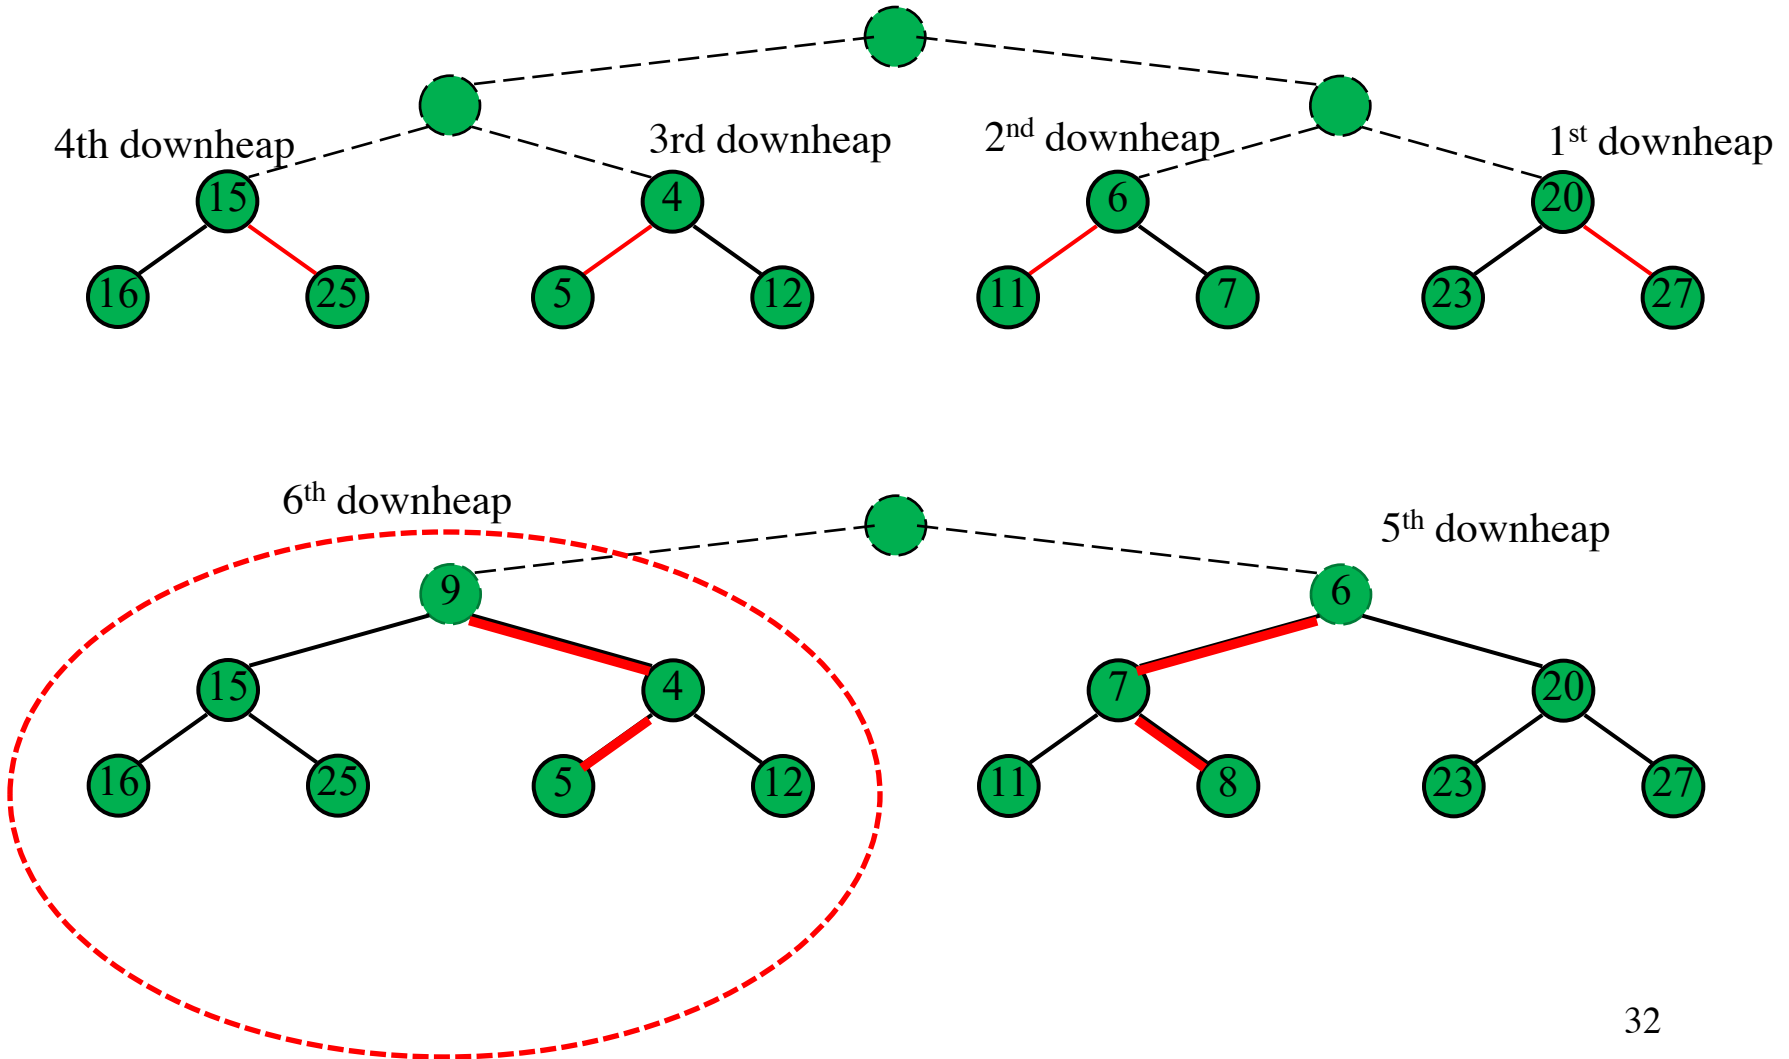 4th downheap 3rd downheap 2nd downheap 1st downheap
15 4 6 20
16 25 5 12 11 7 23 27
6th downheap 5th downheap
9 6
15 4 7 20
16 25 5 12 11 8 23 27
32